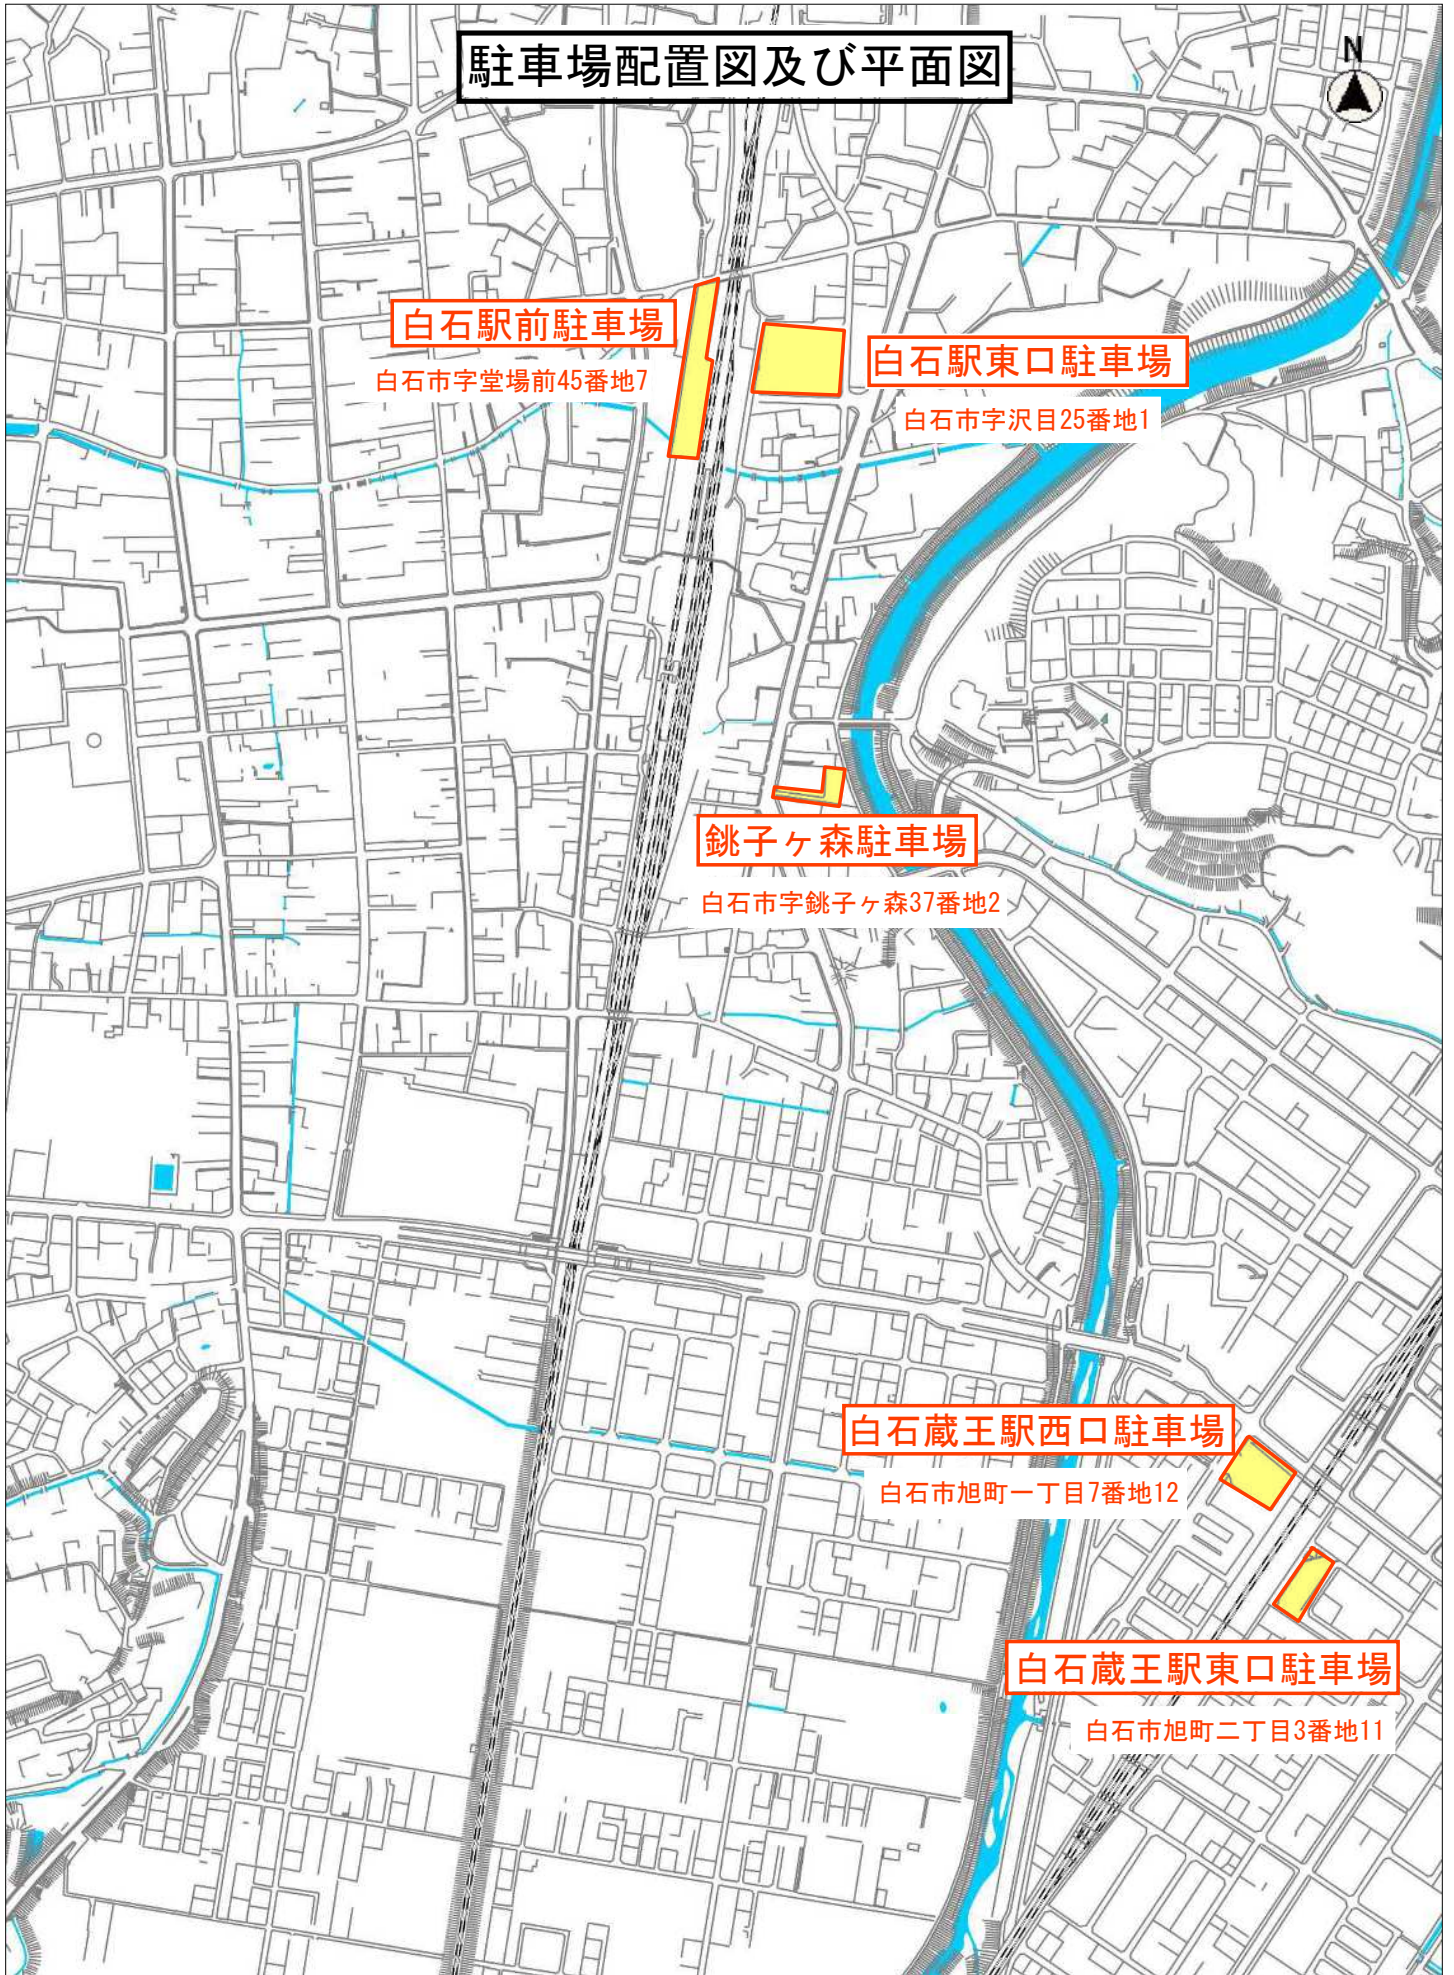 駐車場配置図及び平面図
N
白石駅前駐車場
白石市字堂場前45番地7
白石駅東口駐車場
白石市字沢目25番地1
銚子ヶ森駐車場
白石市字銚子ヶ森37番地2
白石蔵王駅西口駐車場
白石市旭町一丁目7番地12
白石蔵王駅東口駐車場
白石市旭町二丁目3番地11